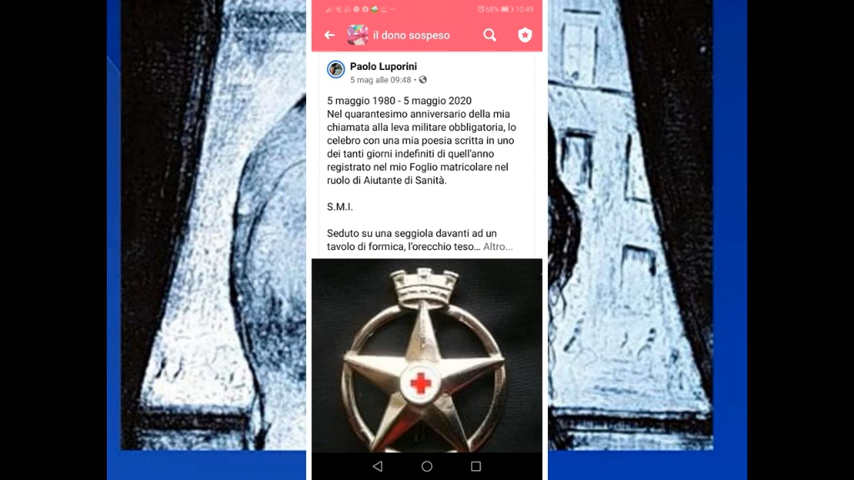 68% 10:49
il dono sospeso
Paolo Luporini
5 mag alle 09:48 •
5 maggio 1980 - 5 maggio 2020
Nel quarantesimo anniversario della mia
chiamata alla leva militare obbligatoria, lo
celebro con una mia poesia scritta in uno
dei tanti giorni indefiniti di quell'anno
registrato nel mio Foglio matricolare nel
ruolo di Aiutante di Sanità.
S.M.I.
Seduto su una seggiola davanti ad un
tavolo di formica, l'orecchio teso... Altro...